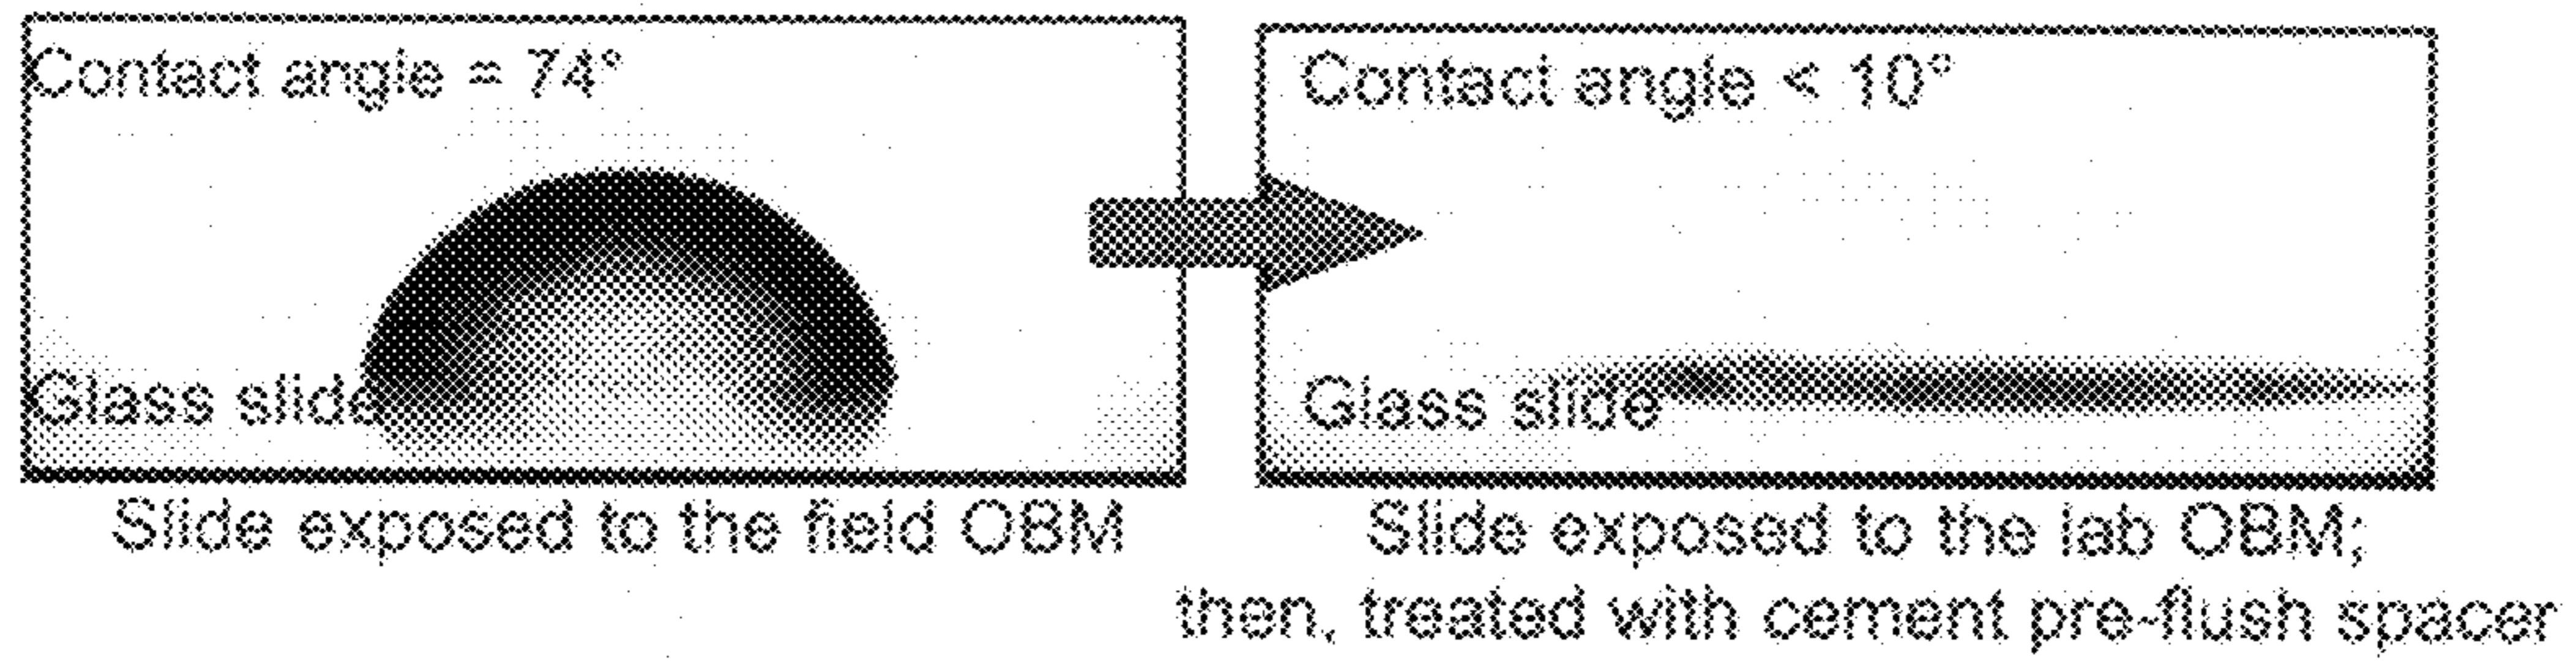 Contact angle = 74°
Glass slide
Slide exposed to the field OBM
Contact angle < 10°
Glass slide
Slide exposed to the lab OBM;
then, treated with cement pre-flush spacer